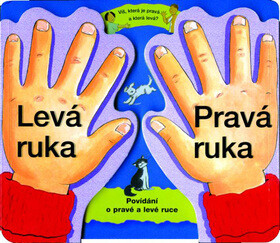 Víš, která je pravá
a která levá?
Levá
ruka
Pravá
ruka
Povídání
o pravé a levé ruce